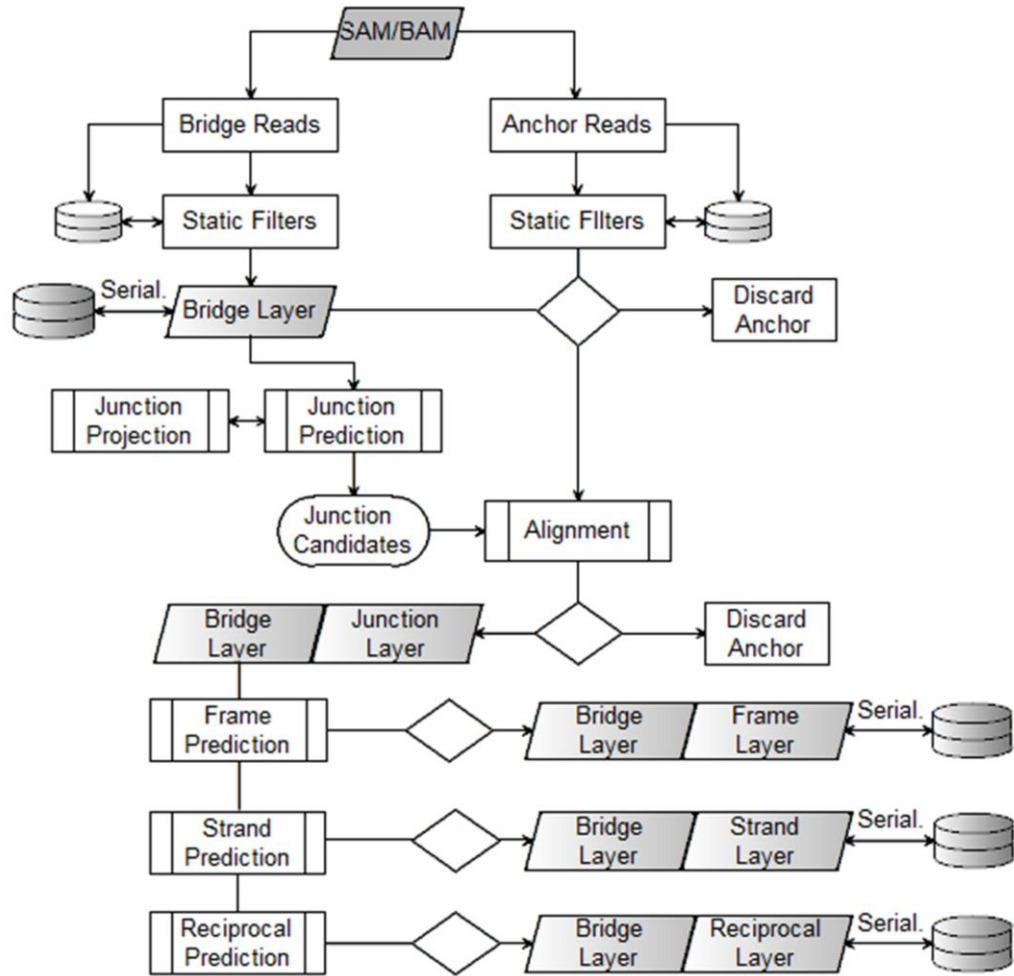 SAM/BAM
Bridge Reads
Anchor Reads
Static Filters
Static FIlters
Serial.
Bridge Layer
Discard
Anchor
Junction
Projection
Junction
Prediction
Junction
Candidates
Alignment
Bridge
Layer
Junction
Layer
Discard
Anchor
Frame
Prediction
Bridge
Layer
Frame
Layer
Serial.
Strand
Prediction
Bridge
Layer
Strand
Layer
Serial.
Reciprocal
Prediction
Bridge
Layer
Reciprocal
Layer
Serial.